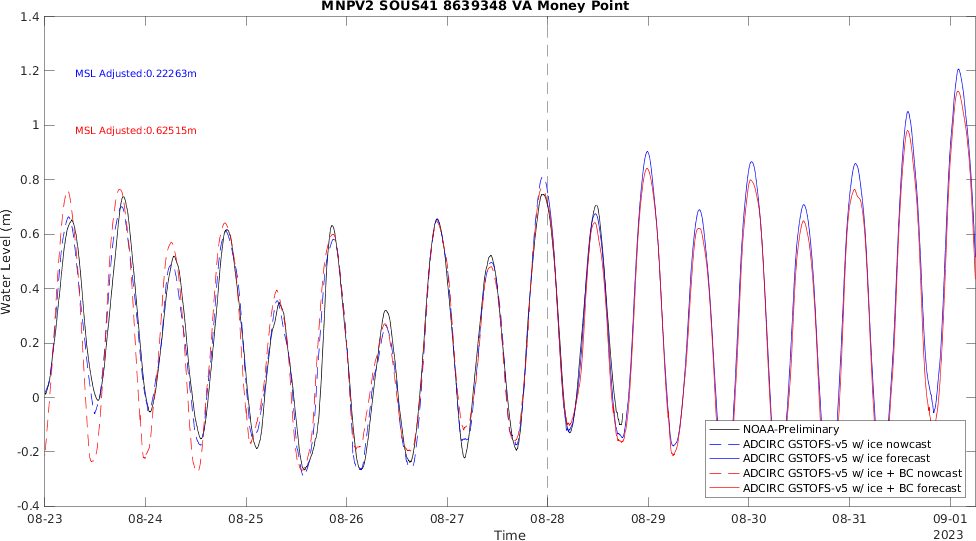 MNPV2 SOUS41 8639348 VA Money Point
1.4
1.2
1
0.8
0.6
0.4
0.2
0
-0.2
-0.4
Water Level (m)
MSL Adjusted:0.22263m
MSL Adjusted:0.62515m
NOAA-Preliminary
ADCIRC GSTOFS-v5 w/ ice nowcast
ADCIRC GSTOFS-v5 w/ ice forecast
ADCIRC GSTOFS-v5 w/ ice + BC nowcast
ADCIRC GSTOFS-v5 w/ ice + BC forecast
08-23 08-24 08-25 08-26 08-27 08-28 08-29 08-30 08-31 09-01
Time
2023